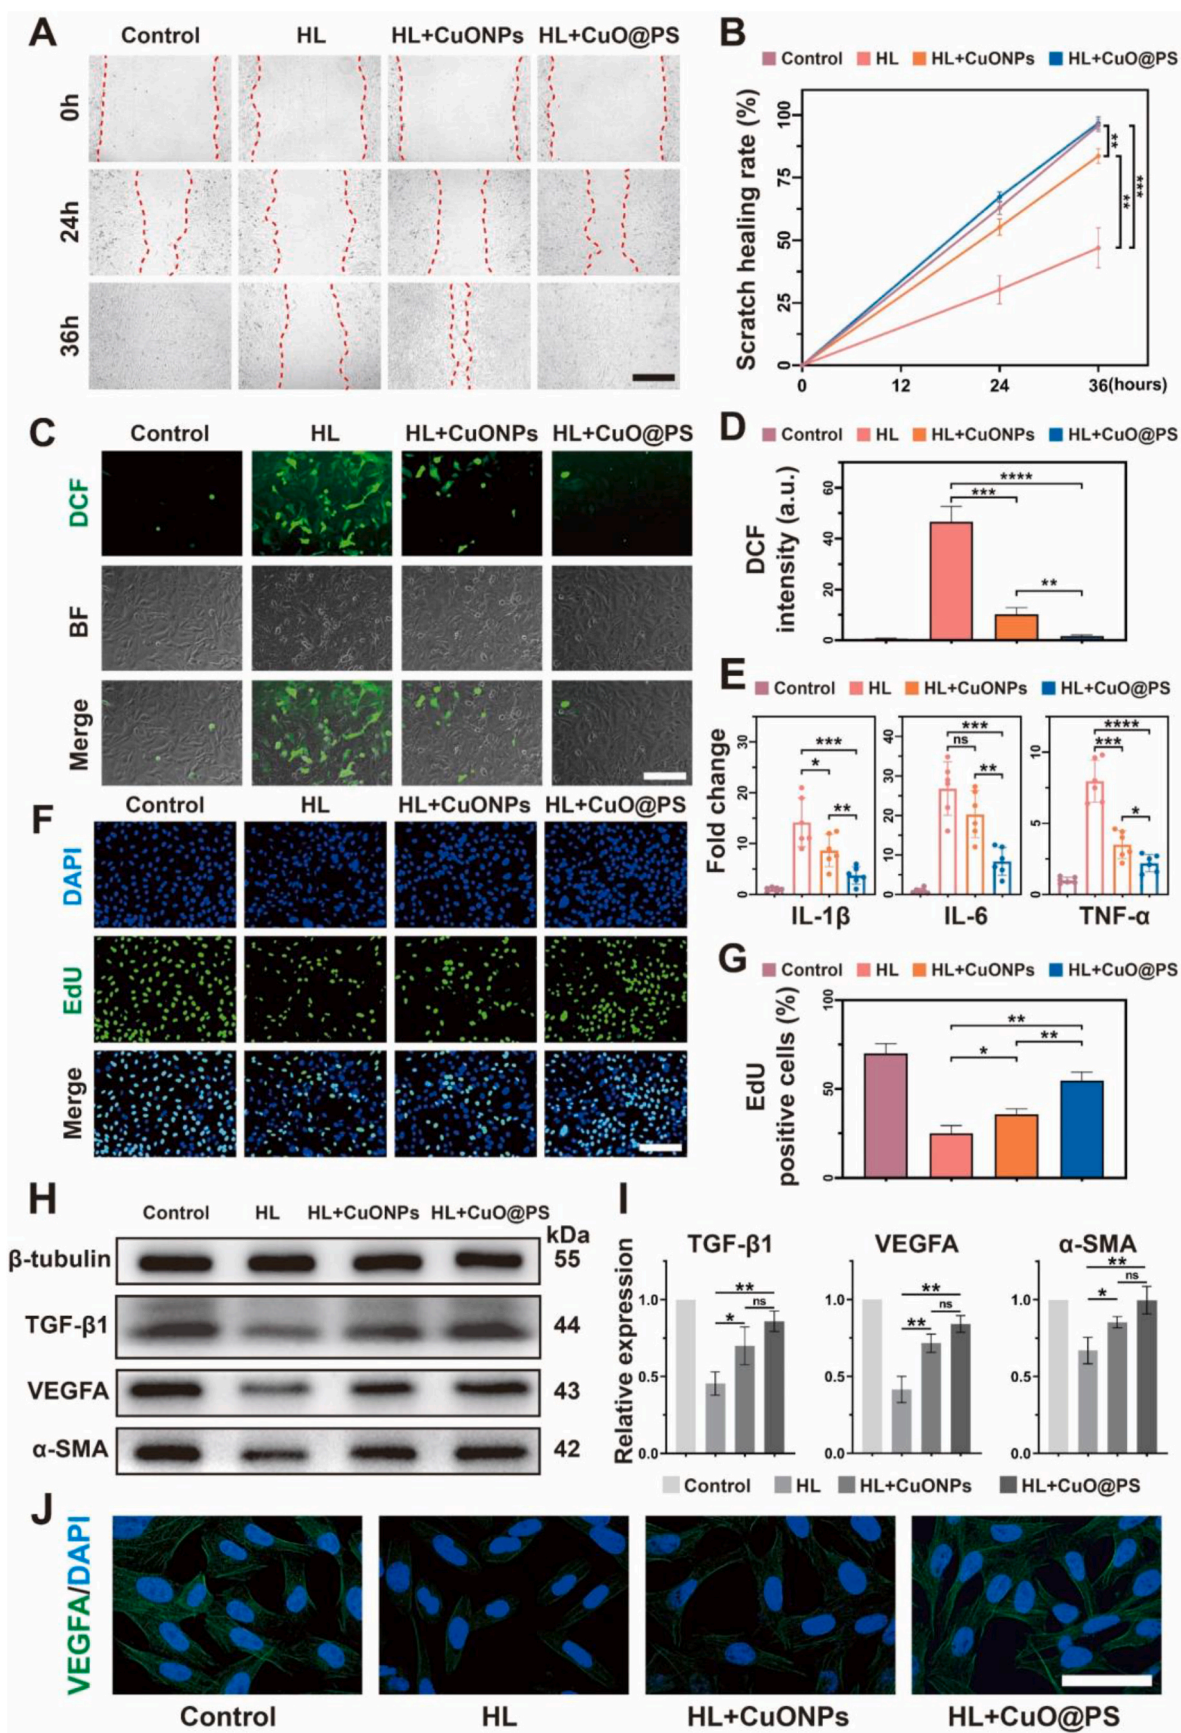 A
Control HL HL+CuONPs HL+CuO@PS
0h
24h
36h
B
Control HL HL+CuONPs HL+CuO@PS
Scratch healing rate (%)
100
75
50
25
0
** ** ***
0 12 24 36(hours)
C
Control HL HL+CuONPs HL+CuO@PS
DCF
BF
Merge
D
Control HL HL+CuONPs HL+CuO@PS
DCF
intensity (a.u.)
60
40
20
0
****
***
**
E
Control HL HL+CuONPs HL+CuO@PS
Fold change
30
20
10
0
***
*
**
IL-1β
40
30
20
10
0
***
ns
**
IL-6
10
5
0
****
***
*
TNF-α
F
Control HL HL+CuONPs HL+CuO@PS
DAPI
EdU
Merge
G
Control HL HL+CuONPs HL+CuO@PS
EdU
positive cells (%)
100
50
0
**
**
*
H
Control HL HL+CuONPs HL+CuO@PS
kDa
β-tubulin 55
TGF-β1 44
VEGFA 43
α-SMA 42
I
Relative expression
TGF-β1
1.0
0.5
0.0
**
ns
*
VEGFA
1.0
0.5
0.0
**
ns
**
α-SMA
1.0
0.5
0.0
**
ns
*
Control HL HL+CuONPs HL+CuO@PS
J
VEGFA/DAPI
Control HL HL+CuONPs HL+CuO@PS